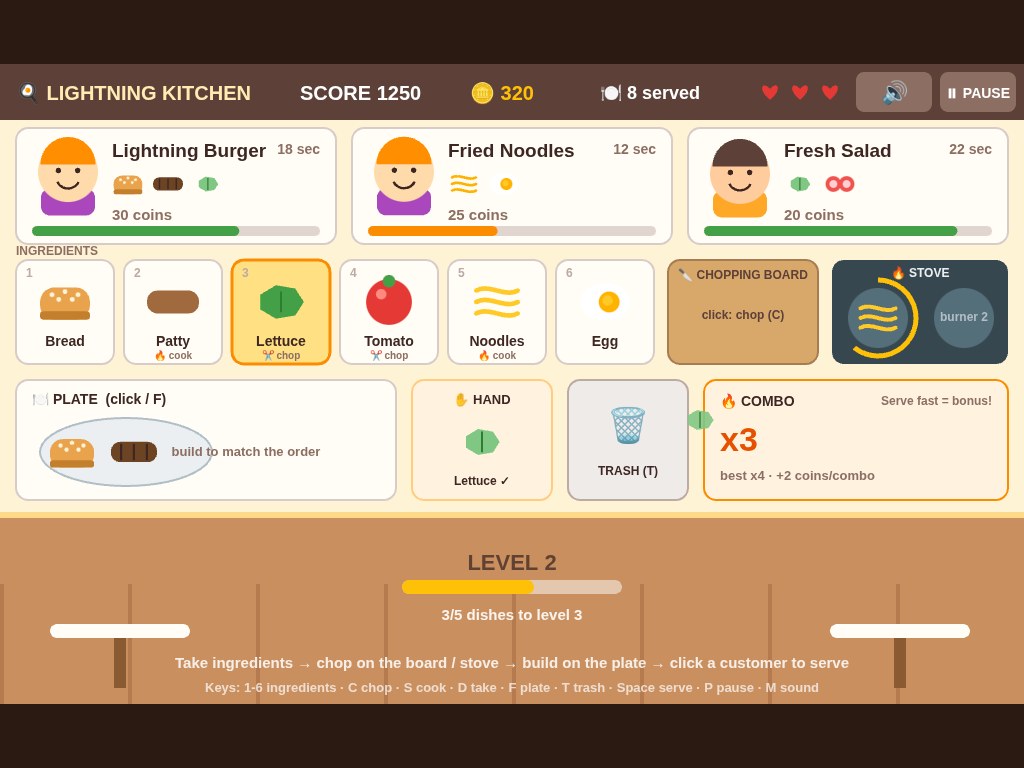 LIGHTNING KITCHEN
SCORE 1250
320
8 served
PAUSE
Lightning Burger 18 sec
30 coins
Fried Noodles 12 sec
25 coins
Fresh Salad 22 sec
20 coins
INGREDIENTS
1
Bread
2
Patty
cook
3
Lettuce
chop
4
Tomato
chop
5
Noodles
cook
6
Egg
CHOPPING BOARD
click: chop (C)
STOVE
burner 2
PLATE (click / F)
build to match the order
HAND
Lettuce ✓
TRASH (T)
COMBO
Serve fast = bonus!
x3
best x4 · +2 coins/combo
LEVEL 2
3/5 dishes to level 3
Take ingredients → chop on the board / stove → build on the plate → click a customer to serve
Keys: 1-6 ingredients · C chop · S cook · D take · F plate · T trash · Space serve · P pause · M sound